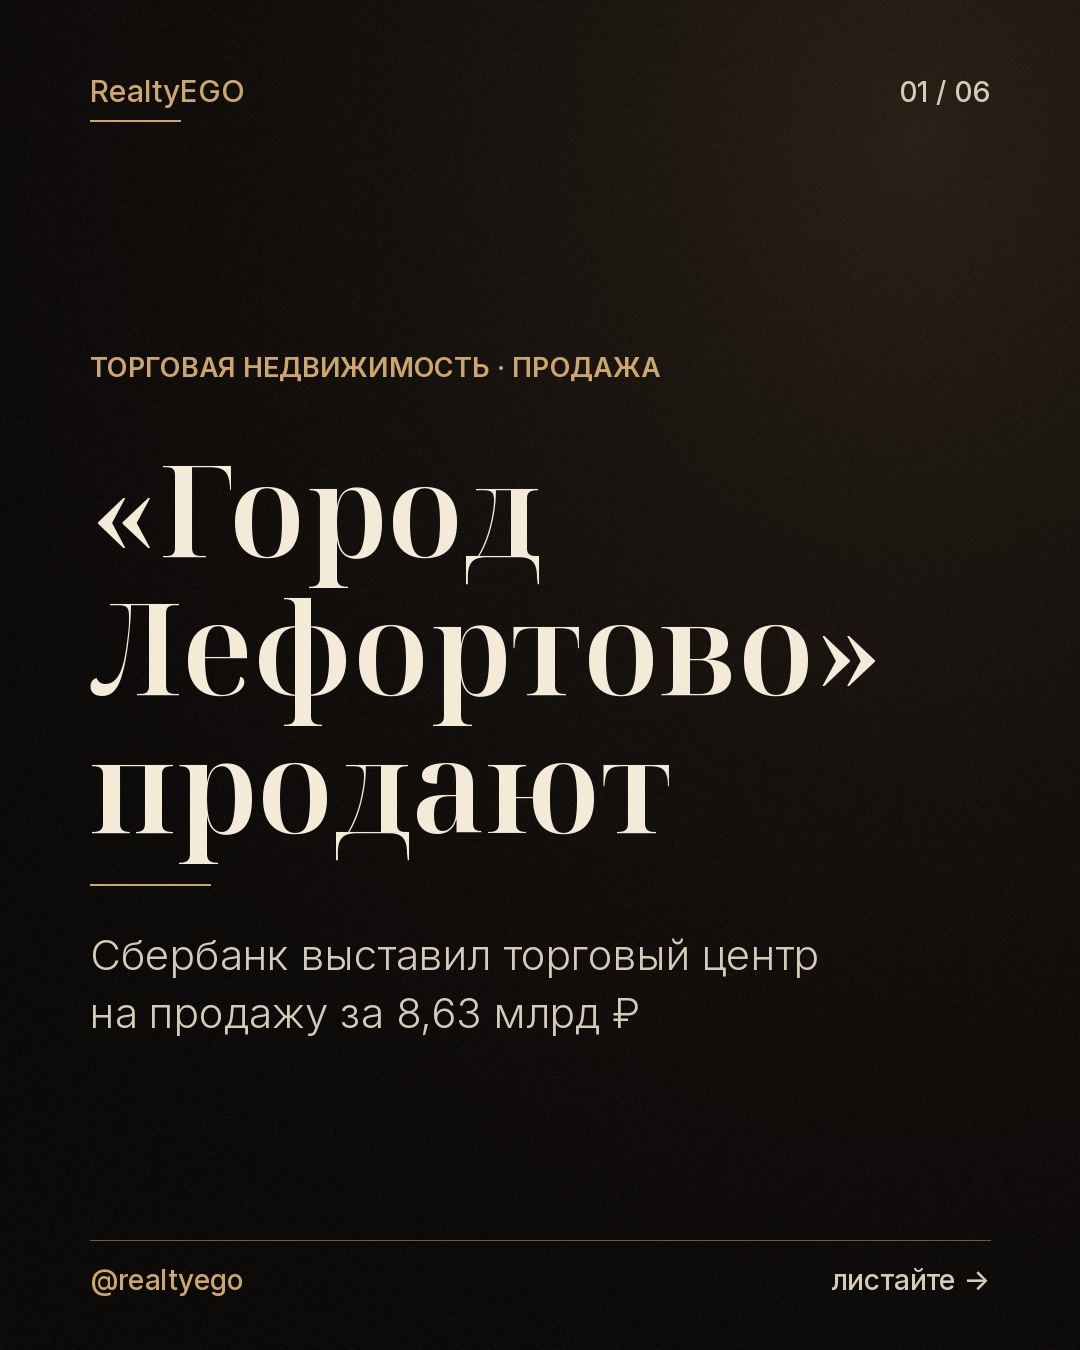 RealtyEGO
01 / 06
ТОРГОВАЯ НЕДВИЖИМОСТЬ · ПРОДАЖА
«Город
Лефортово»
продают
Сбербанк выставил торговый центр
на продажу за 8,63 млрд ₽
@realtyego
листайте →